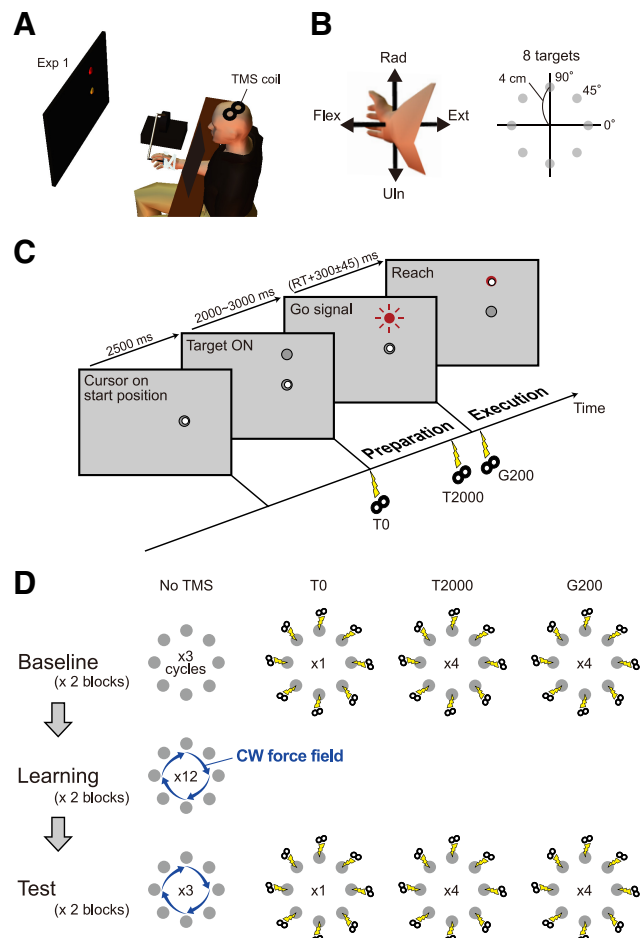 A
Exp 1
TMS coil
B
Rad
Flex
Ext
Uln
8 targets
4 cm
90°
45°
0°
C
2500 ms
2000~3000 ms
(RT+300±45) ms
Cursor on
start position
Target ON
Go signal
Reach
Preparation
Execution
Time
T0
T2000
G200
D
No TMS
T0
T2000
G200
Baseline
(x 2 blocks)
x3
cycles
x1
x4
x4
Learning
(x 2 blocks)
x12
CW force field
Test
(x 2 blocks)
x3
x1
x4
x4